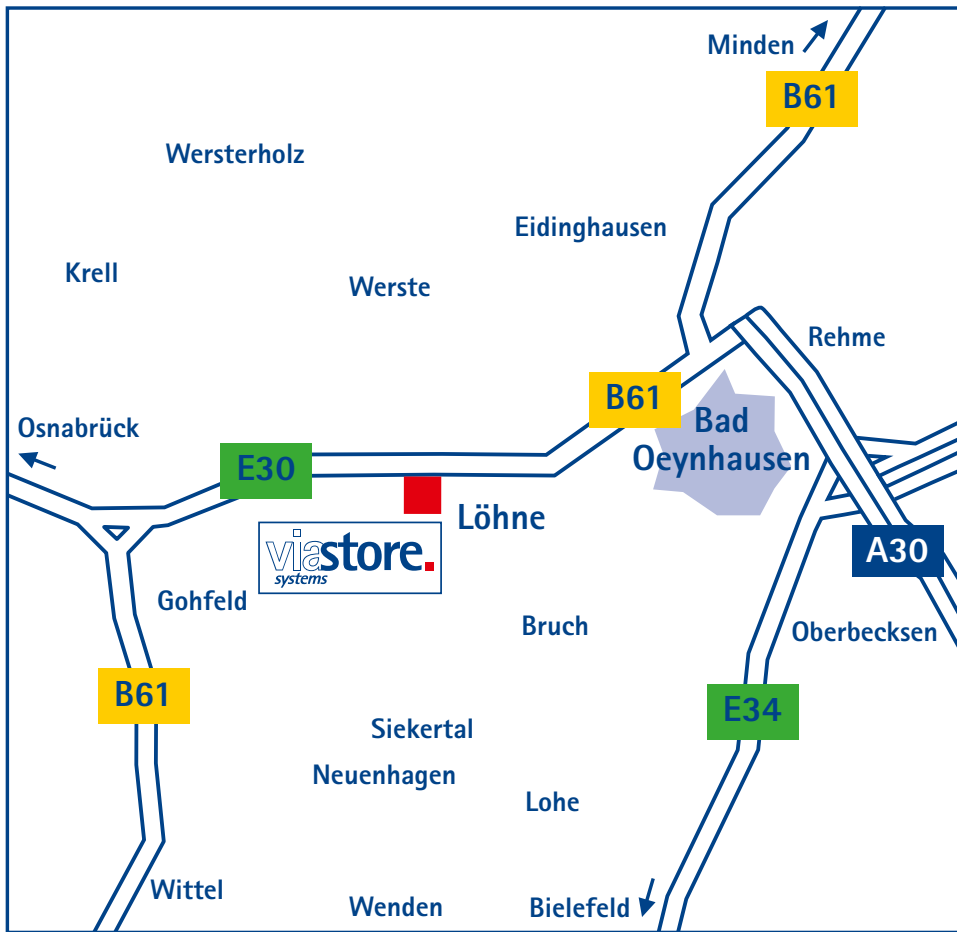 Minden
B61
Wersterholz
Eidinghausen
Krell
Werste
Rehme
B61
Bad
Oeynhausen
Osnabrück
E30
Löhne
viastore.
systems
A30
Gohfeld
Bruch
Oberbecksen
B61
E34
Siekertal
Neuenhagen
Lohe
Wittel
Wenden
Bielefeld